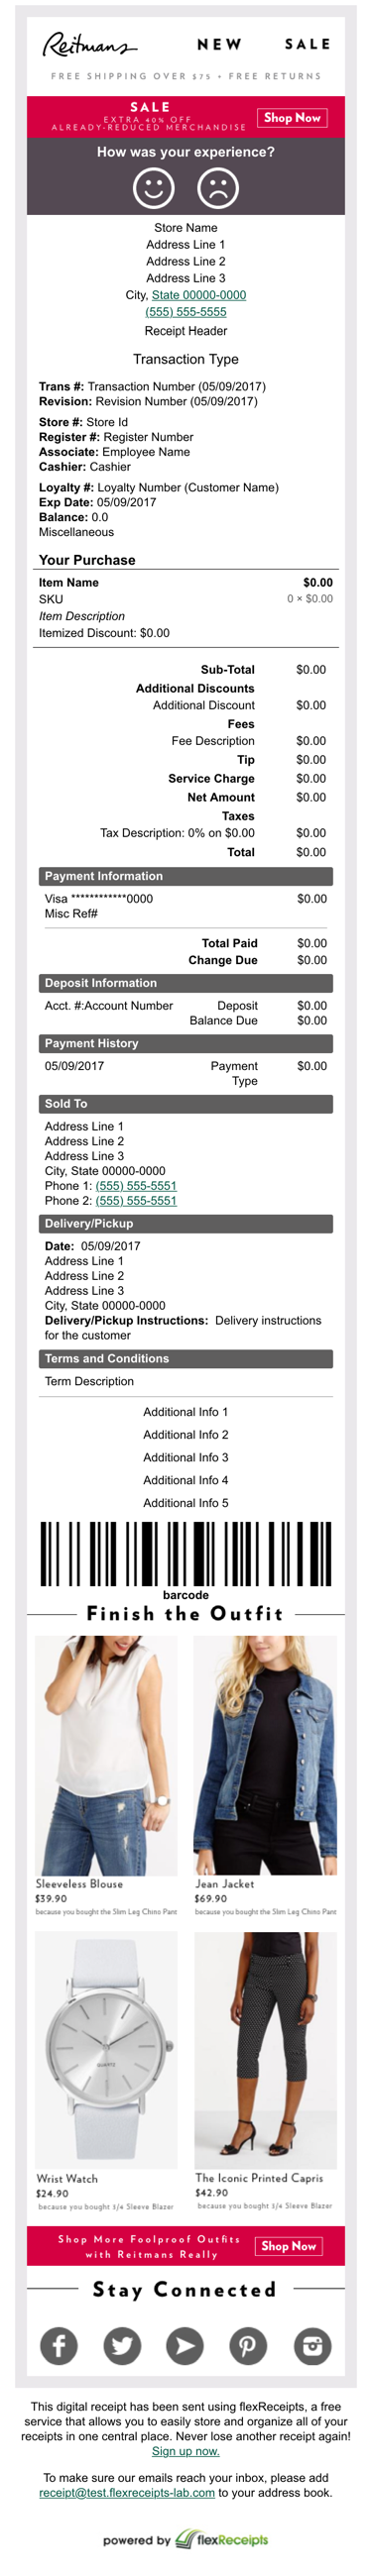 Reitmans
NEW SALE
FREE SHIPPING OVER $75 • FREE RETURNS
SALE
EXTRA 40% OFF
ALREADY-REDUCED MERCHANDISE
Shop Now
How was your experience?
Store Name
Address Line 1
Address Line 2
Address Line 3
City, State 00000-0000
(555) 555-5555
Receipt Header
Transaction Type
Trans #: Transaction Number (05/09/2017)
Revision: Revision Number (05/09/2017)
Store #: Store Id
Register #: Register Number
Associate: Employee Name
Cashier: Cashier
Loyalty #: Loyalty Number (Customer Name)
Exp Date: 05/09/2017
Balance: 0.0
Miscellaneous
Your Purchase
Item Name $0.00
SKU 0 × $0.00
Item Description
Itemized Discount: $0.00
Sub-Total $0.00
Additional Discounts
Additional Discount $0.00
Fees
Fee Description $0.00
Tip $0.00
Service Charge $0.00
Net Amount $0.00
Taxes
Tax Description: 0% on $0.00 $0.00
Total $0.00
Payment Information
Visa ************0000 $0.00
Misc Ref#
Total Paid $0.00
Change Due $0.00
Deposit Information
Acct. #:Account Number Deposit $0.00
Balance Due $0.00
Payment History
05/09/2017 Payment $0.00
Type
Sold To
Address Line 1
Address Line 2
Address Line 3
City, State 00000-0000
Phone 1: (555) 555-5551
Phone 2: (555) 555-5551
Delivery/Pickup
Date: 05/09/2017
Address Line 1
Address Line 2
Address Line 3
City, State 00000-0000
Delivery/Pickup Instructions: Delivery instructions
for the customer
Terms and Conditions
Term Description
Additional Info 1
Additional Info 2
Additional Info 3
Additional Info 4
Additional Info 5
barcode
Finish the Outfit
Sleeveless Blouse
$39.90
because you bought the Slim Leg Chino Pant
Jean Jacket
$69.90
because you bought the Slim Leg Chino Pant
QUARTZ
Wrist Watch
$24.90
because you bought 3/4 Sleeve Blazer
The Iconic Printed Capris
$42.90
because you bought 3/4 Sleeve Blazer
Shop More Foolproof Outfits
with Reitmans Really
Shop Now
Stay Connected
This digital receipt has been sent using flexReceipts, a free
service that allows you to easily store and organize all of your
receipts in one central place. Never lose another receipt again!
Sign up now.
To make sure our emails reach your inbox, please add
receipt@test.flexreceipts-lab.com to your address book.
powered by flexReceipts